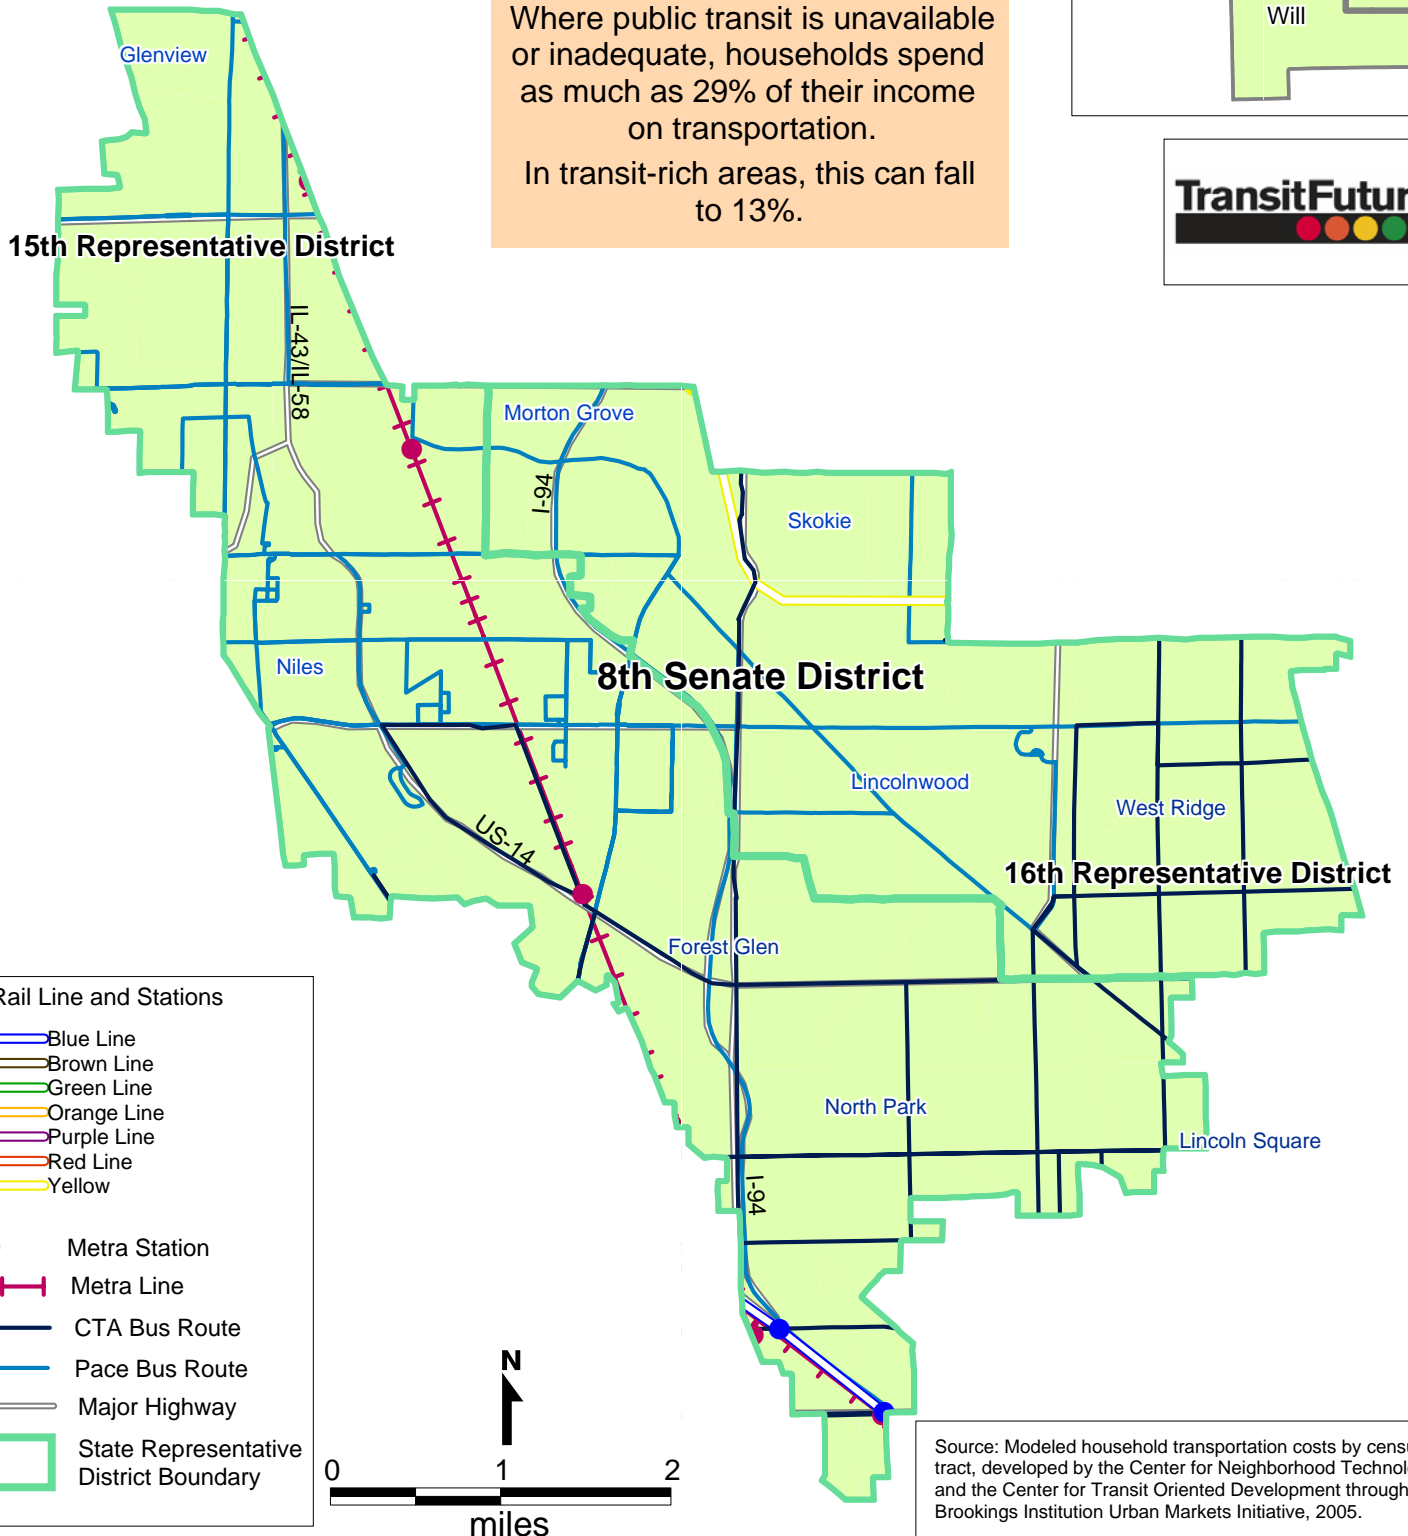 Where public transit is unavailable
or inadequate, households spend
as much as 29% of their income
on transportation.
In transit-rich areas, this can fall
to 13%.
Will
TransitFutur
Glenview
15th Representative District
IL-43/IL-58
Morton Grove
I-94
Skokie
Niles
8th Senate District
Lincolnwood
West Ridge
US-14
16th Representative District
Forest Glen
North Park
Lincoln Square
I-94
Rail Line and Stations
Blue Line
Brown Line
Green Line
Orange Line
Purple Line
Red Line
Yellow
Metra Station
Metra Line
CTA Bus Route
Pace Bus Route
Major Highway
State Representative
District Boundary
N
0 1 2
miles
Source: Modeled household transportation costs by censu
tract, developed by the Center for Neighborhood Technolo
and the Center for Transit Oriented Development through
Brookings Institution Urban Markets Initiative, 2005.